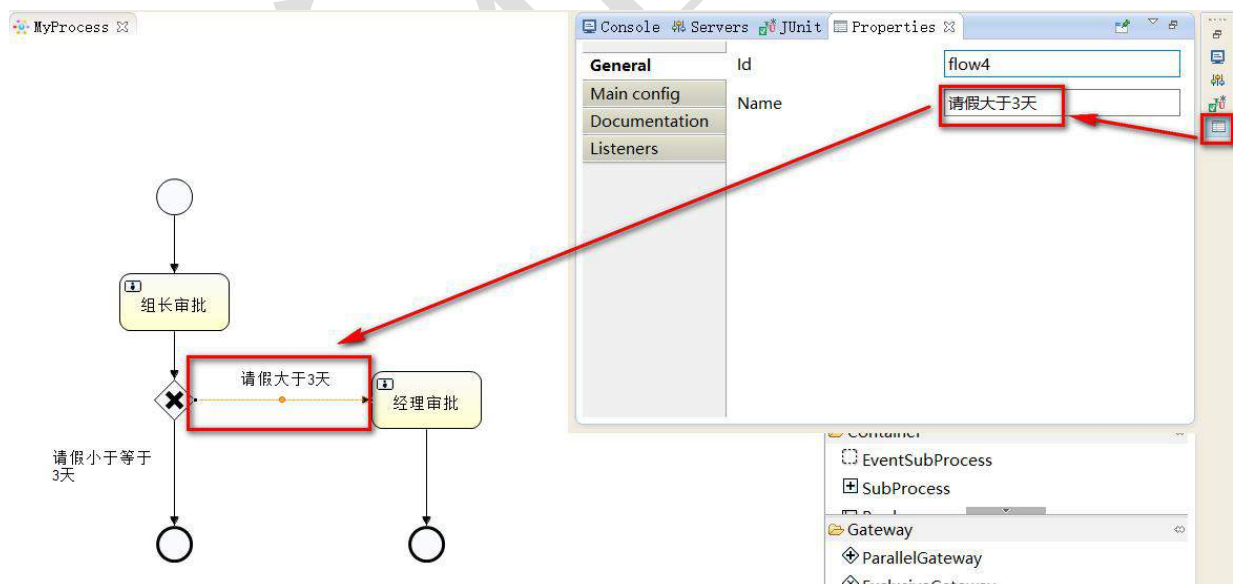 MyProcess
Console Servers JUnit Properties
General
Main config
Documentation
Listeners
Id
flow4
Name
请假大于3天
组长审批
请假大于3天
经理审批
请假小于等于
3天
Container
EventSubProcess
SubProcess
Gateway
ParallelGateway
ExclusiveGateway